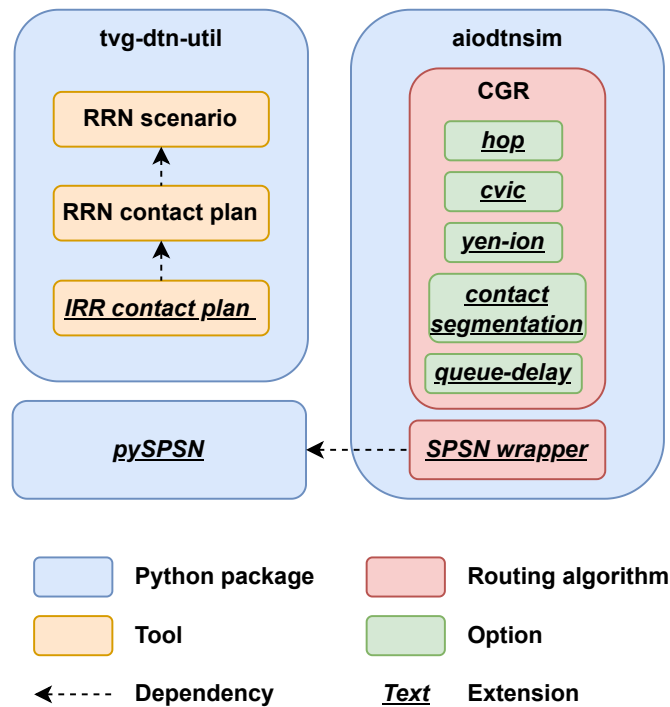 tvg-dtn-util
RRN scenario
RRN contact plan
IRR contact plan
pySPSN
aiodtnsim
CGR
hop
cvic
yen-ion
contact
segmentation
queue-delay
SPSN wrapper
Python package
Routing algorithm
Tool
Option
Dependency
Text
Extension